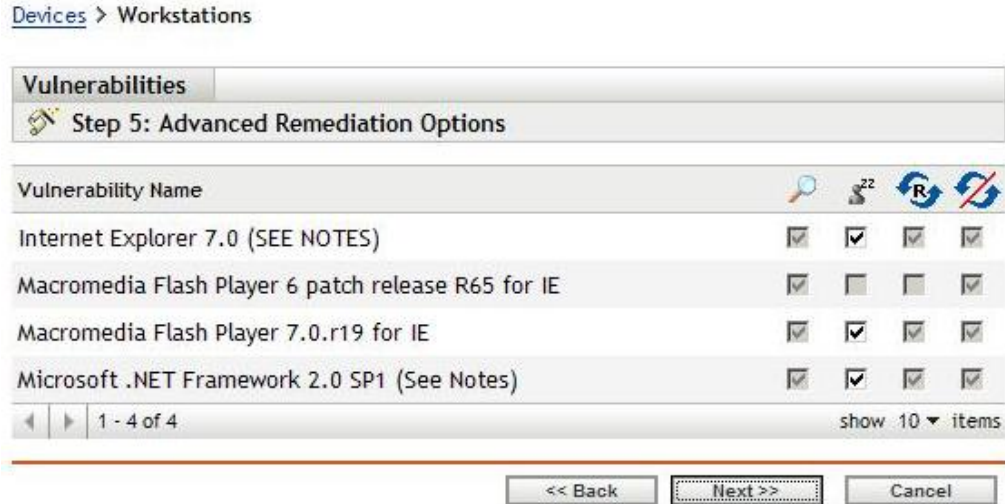 Devices > Workstations
Vulnerabilities
Step 5: Advanced Remediation Options
Vulnerability Name zz R
Internet Explorer 7.0 (SEE NOTES)
Macromedia Flash Player 6 patch release R65 for IE
Macromedia Flash Player 7.0.r19 for IE
Microsoft .NET Framework 2.0 SP1 (See Notes)
1 - 4 of 4 show 10 items
<< Back Next >> Cancel